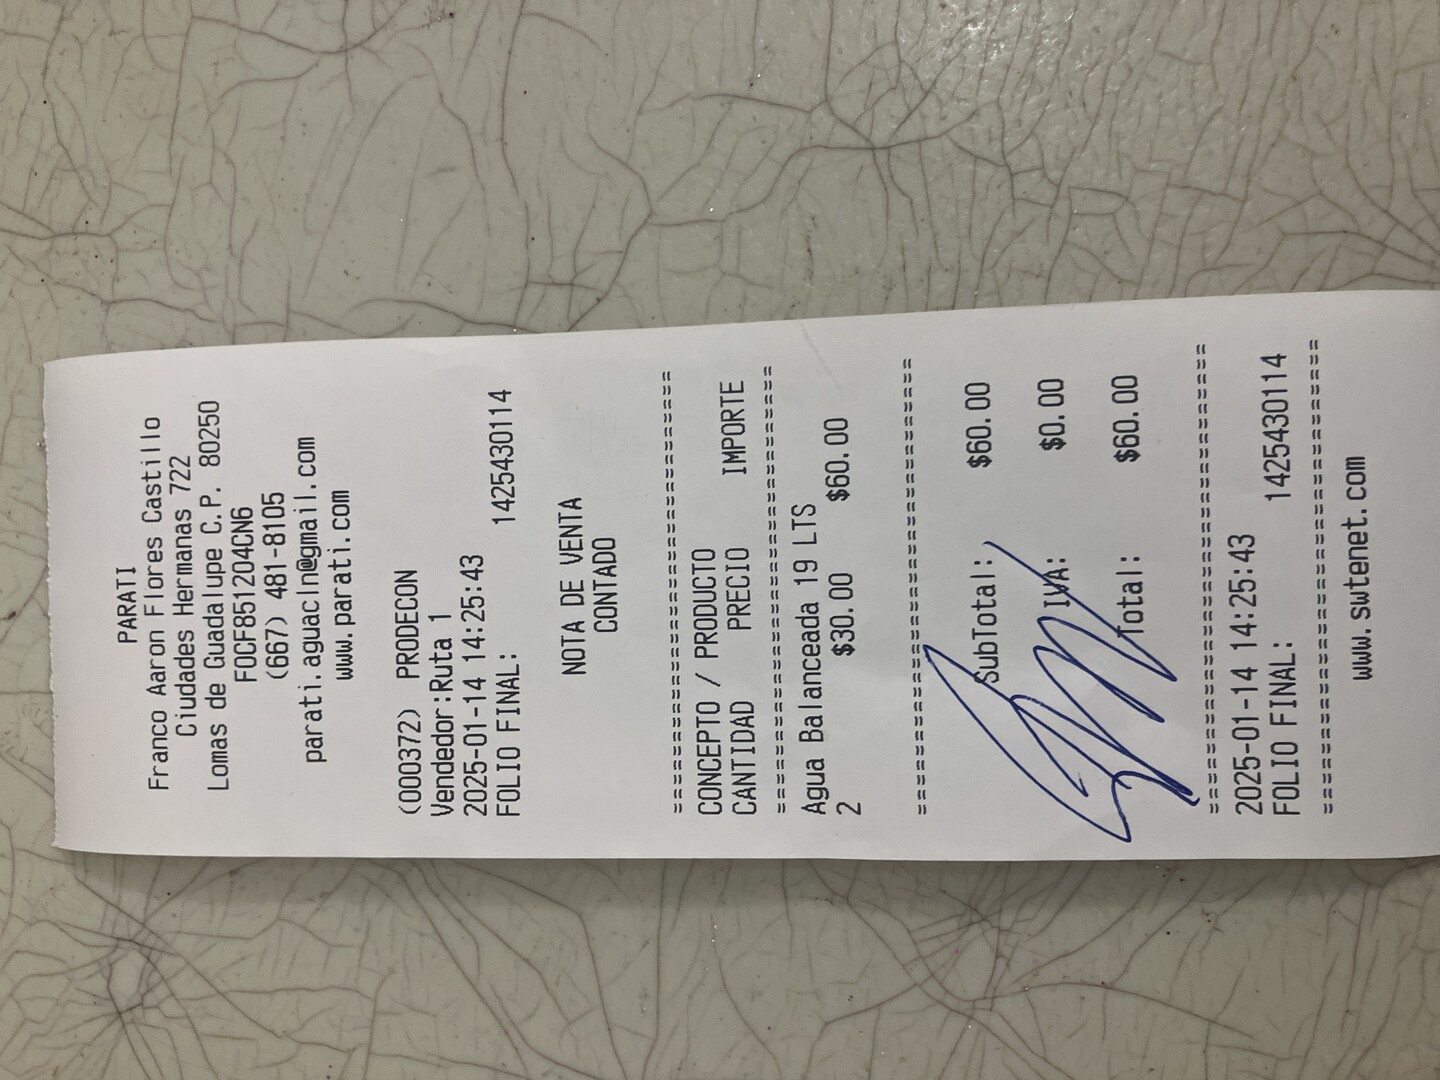 PARATI
Franco Aaron Flores Castillo
Ciudades Hermanas 722
Lomas de Guadalupe C.P. 80250
FOCF851204CN6
(667) 481-8105
parati.aguacln@gmail.com
www.parati.com
(000372) PRODECON
Vendedor:Ruta 1
2025-01-14 14:25:43
FOLIO FINAL: 1425430114
NOTA DE VENTA
CONTADO
==============================
CONCEPTO / PRODUCTO
CANTIDAD PRECIO IMPORTE
==============================
Agua Balanceada 19 LTS
2 $30.00 $60.00
==============================
SubTotal: $60.00
IVA: $0.00
Total: $60.00
==============================
2025-01-14 14:25:43
FOLIO FINAL: 1425430114
==============================
www.swtenet.com